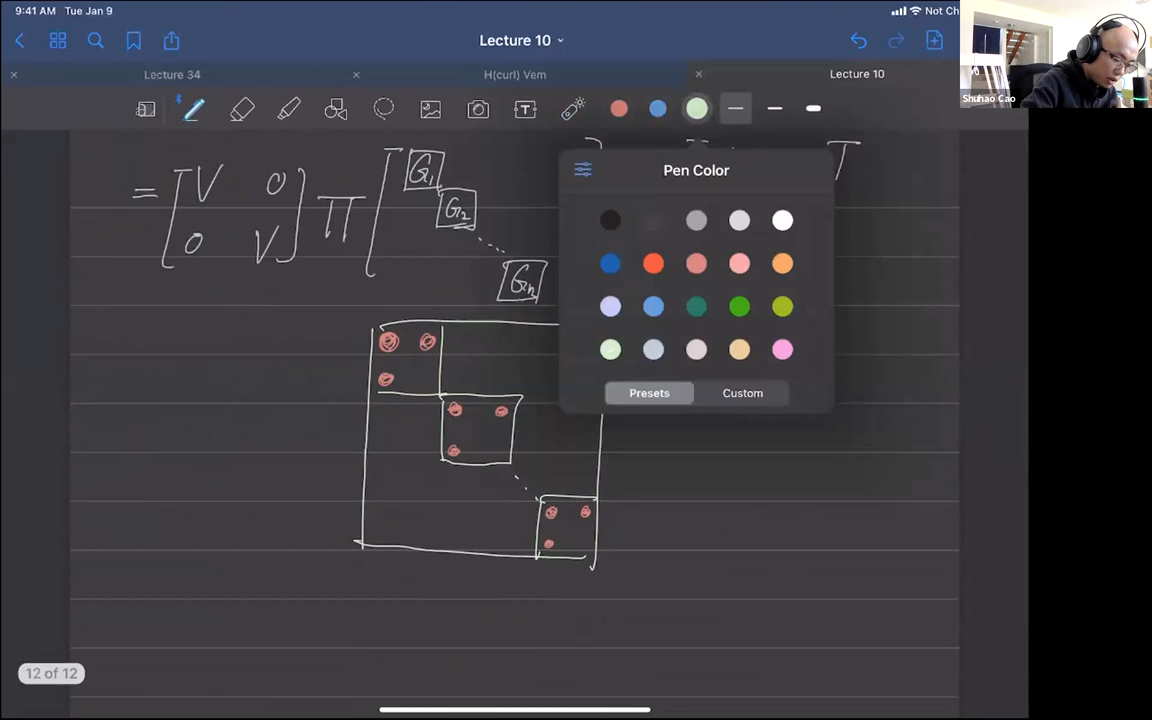 9:41 AM Tue Jan 9
Not Ch
Lecture 10
Lecture 34
H(curl) Vem
Lecture 10
Shuhao Cao
= [ V 0
0 V ] Π [ G₁
G₂
Gₙ
T
Pen Color
Presets
Custom
12 of 12